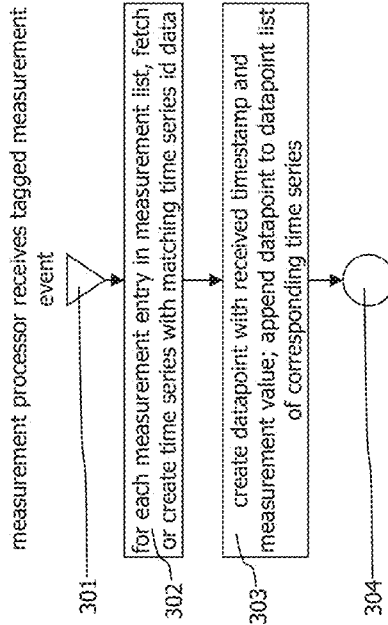 measurement processor receives tagged measurement
event
301
for each measurement entry in measurement list, fetch
or create time series with matching time series id data
302
create datapoint with received timestamp and
measurement value; append datapoint to datapoint list
of corresponding time series
303
304